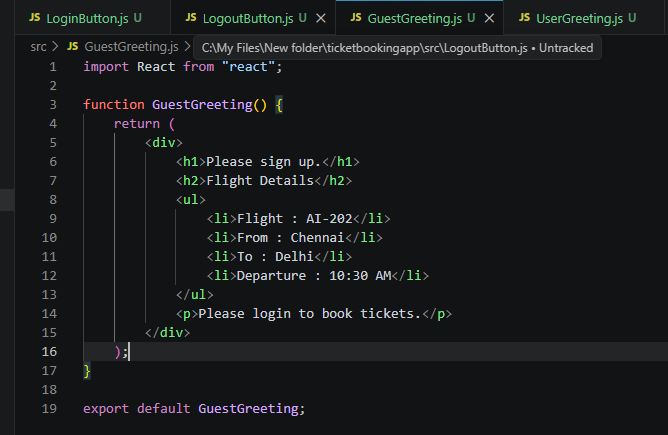 LoginButton.js U
LogoutButton.js U
GuestGreeting.js U
UserGreeting.js U
src > JS GuestGreeting.js >
C:\My Files\New folder\ticketbookingapp\src\LogoutButton.js • Untracked
1 import React from "react";
2
3 function GuestGreeting() {
4 return (
5 <div>
6 <h1>Please sign up.</h1>
7 <h2>Flight Details</h2>
8 <ul>
9 <li>Flight : AI-202</li>
10 <li>From : Chennai</li>
11 <li>To : Delhi</li>
12 <li>Departure : 10:30 AM</li>
13 </ul>
14 <p>Please login to book tickets.</p>
15 </div>
16 );
17 }
18
19 export default GuestGreeting;